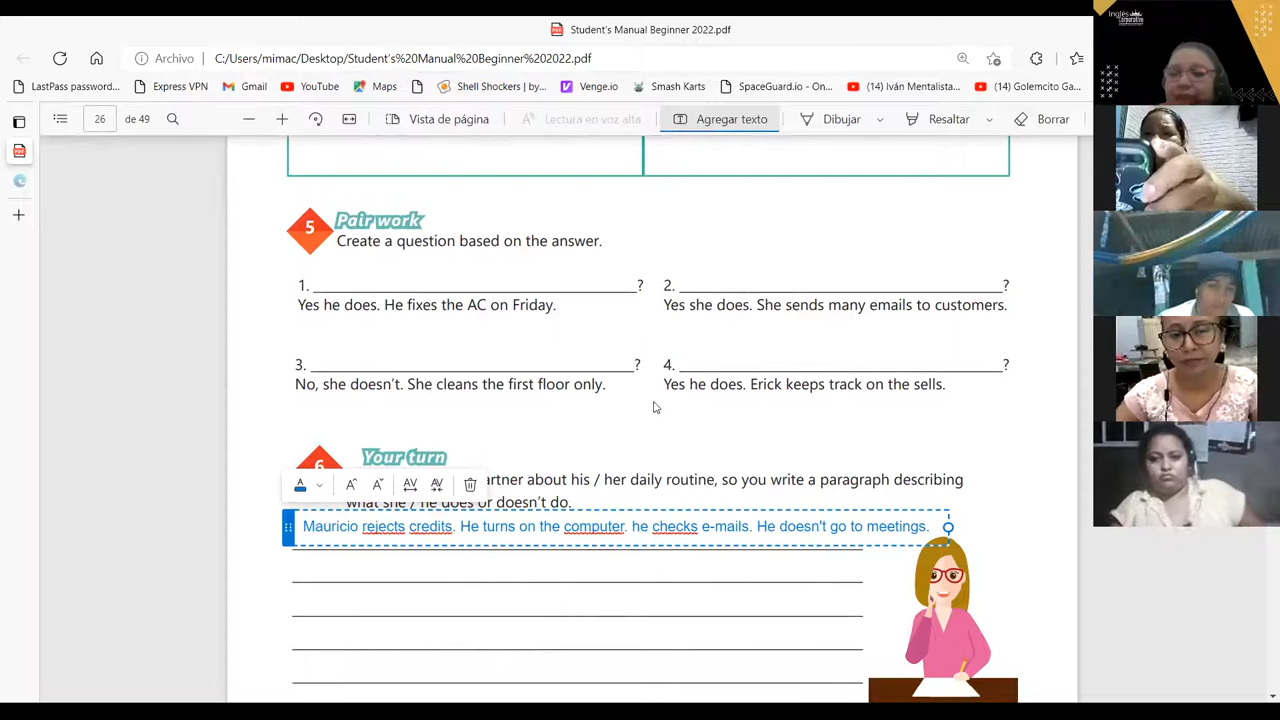 Student's Manual Beginner 2022.pdf
Archivo C:/Users/mimac/Desktop/Student's%20Manual%20Beginner%202022.pdf
LastPass password... Express VPN Gmail YouTube Maps Shell Shockers | by... Venge.io Smash Karts SpaceGuard.io - On... (14) Iván Mentalista... (14) Golemcito Ga...
26 de 49 Vista de página Lectura en voz alta Agregar texto Dibujar Resaltar Borrar
5 Pair work
Create a question based on the answer.
1. ______ ? 2. ______ ?
Yes he does. He fixes the AC on Friday. Yes she does. She sends many emails to customers.
3. ______ ? 4. ______ ?
No, she doesn't. She cleans the first floor only. Yes he does. Erick keeps track on the sells.
6 Your turn
artner about his / her daily routine, so you write a paragraph describing
what she / he does or doesn't do.
Mauricio rejects credits. He turns on the computer. he checks e-mails. He doesn't go to meetings.
Inglés
Corporativo